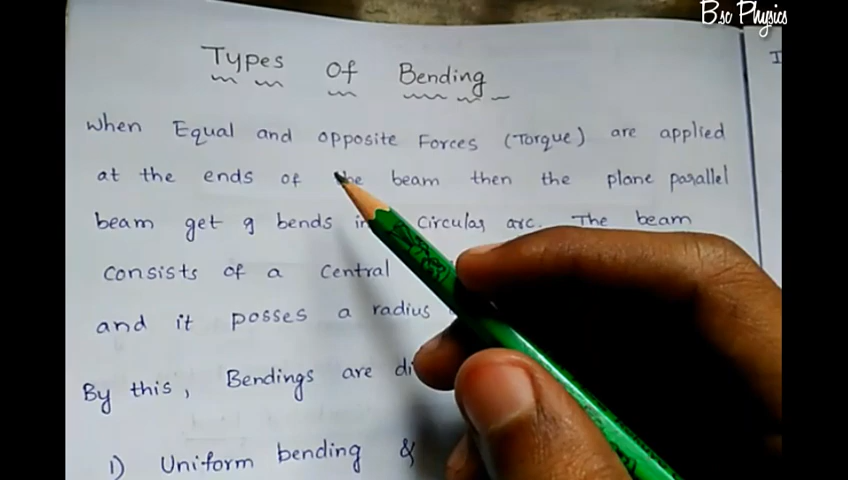 Bsc Physics
Types Of Bending
When Equal and opposite Forces (Torque) are applied
at the ends of the beam then the plane parallel
beam get q bends in circular arc. The beam
consists of a central
and it posses a radius
By this, Bendings are di
1) Uniform bending &